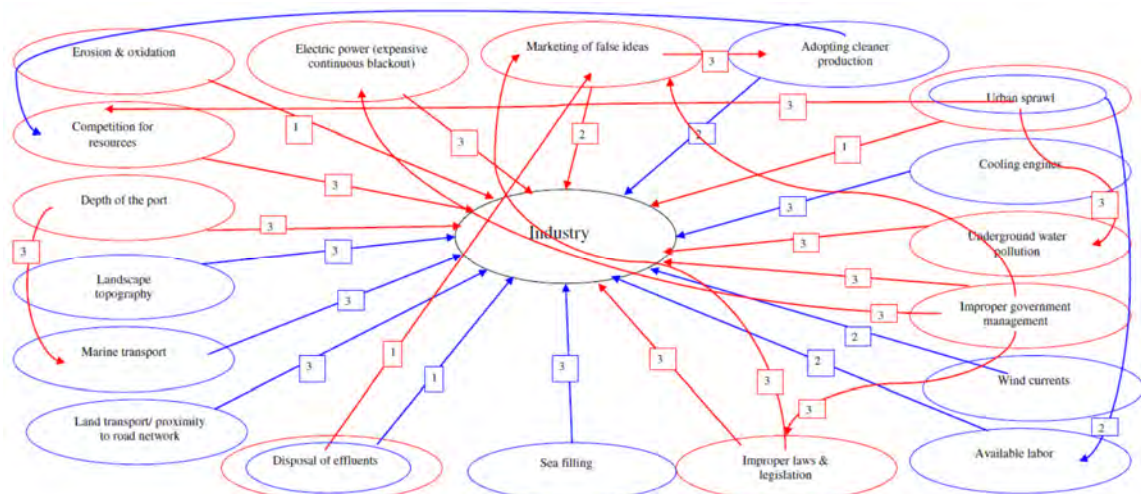 Erosion & oxidation
Electric power (expensive
continuous blackout)
Marketing of false ideas
3
Adopting cleaner
production
Urban sprawl
Competition for
resources
1
3
2
2
3
1
Cooling engines
3
3
Depth of the port
3
3
Industry
3
3
Underground water
pollution
3
Landscape
topography
3
3
3
Improper government
management
3
Marine transport
3
1
1
3
3
3
2
2
Wind currents
Land transport/ proximity
to road network
3
2
Disposal of effluents
Sea filling
Improper laws &
legislation
Available labor